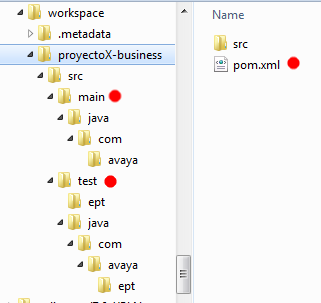 workspace
.metadata
proyectoX-business
src
main
java
com
avaya
test
ept
java
com
avaya
ept
Name
src
pom.xml